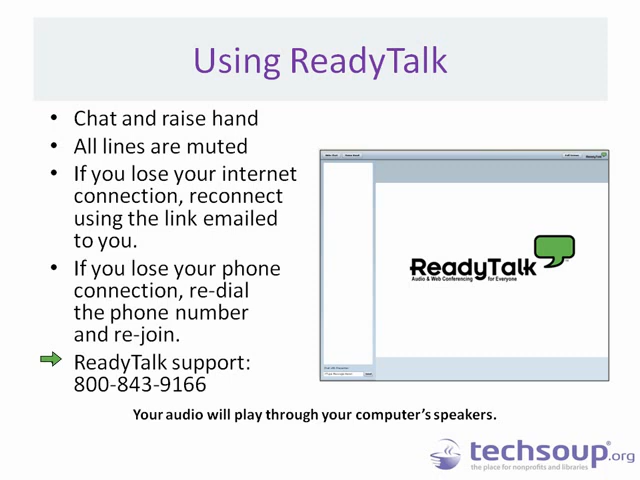 Using ReadyTalk
• Chat and raise hand
• All lines are muted
• If you lose your internet
connection, reconnect
using the link emailed
to you.
• If you lose your phone
connection, re-dial
the phone number
and re-join.
ReadyTalk support:
800-843-9166
ReadyTalk
Audio & Web Conferencing for Everyone
Your audio will play through your computer's speakers.
techsoup.org
the place for nonprofits and libraries